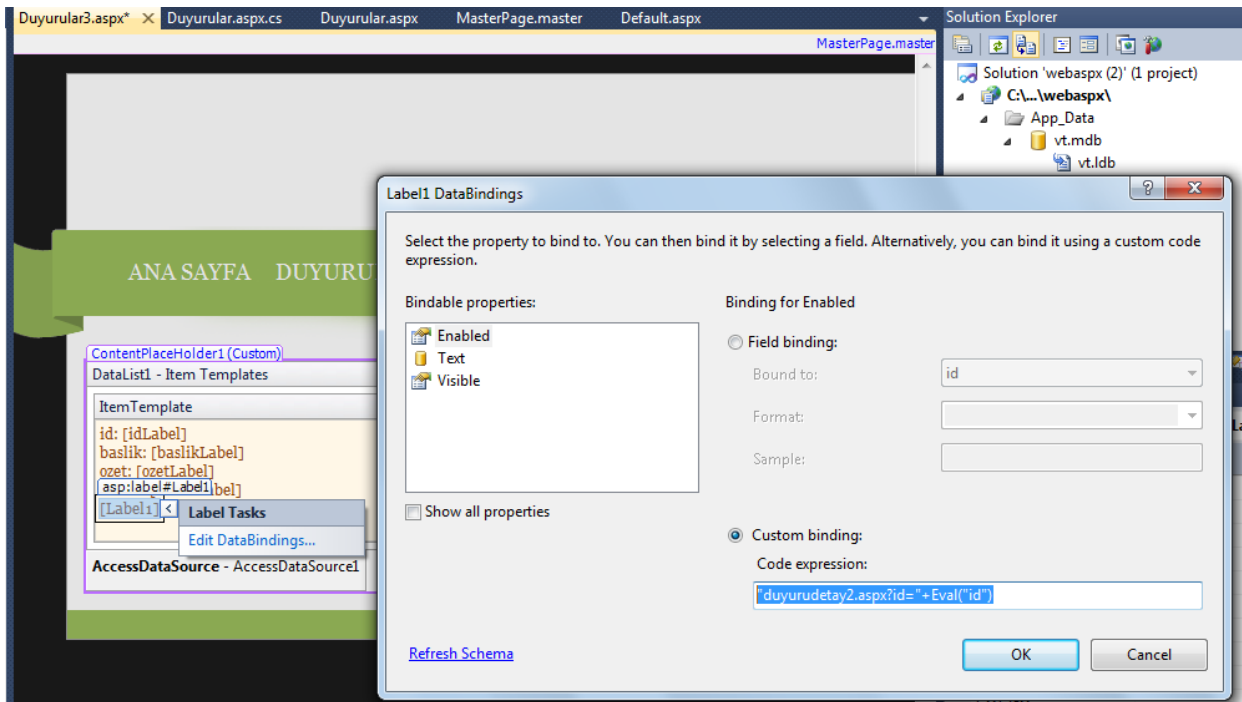 Duyurular3.aspx* Duyurular.aspx.cs Duyurular.aspx MasterPage.master Default.aspx
Solution Explorer
MasterPage.master
Solution 'webaspx (2)' (1 project)
C:\...\webaspx\
App_Data
vt.mdb
vt.ldb
ANA SAYFA DUYURU
ContentPlaceHolder1 (Custom)
DataList1 - Item Templates
ItemTemplate
id: [idLabel]
baslik: [baslikLabel]
ozet: [ozetLabel]
asp:label#Label1 bel]
[Label1] <
Label Tasks
Edit DataBindings...
AccessDataSource - AccessDataSource1
Label1 DataBindings
Select the property to bind to. You can then bind it by selecting a field. Alternatively, you can bind it using a custom code
expression.
Bindable properties:
Enabled
Text
Visible
Show all properties
Refresh Schema
Binding for Enabled
Field binding:
Bound to: id
Format:
Sample:
Custom binding:
Code expression:
"duyurudetay2.aspx?id="+Eval("id")
OK Cancel